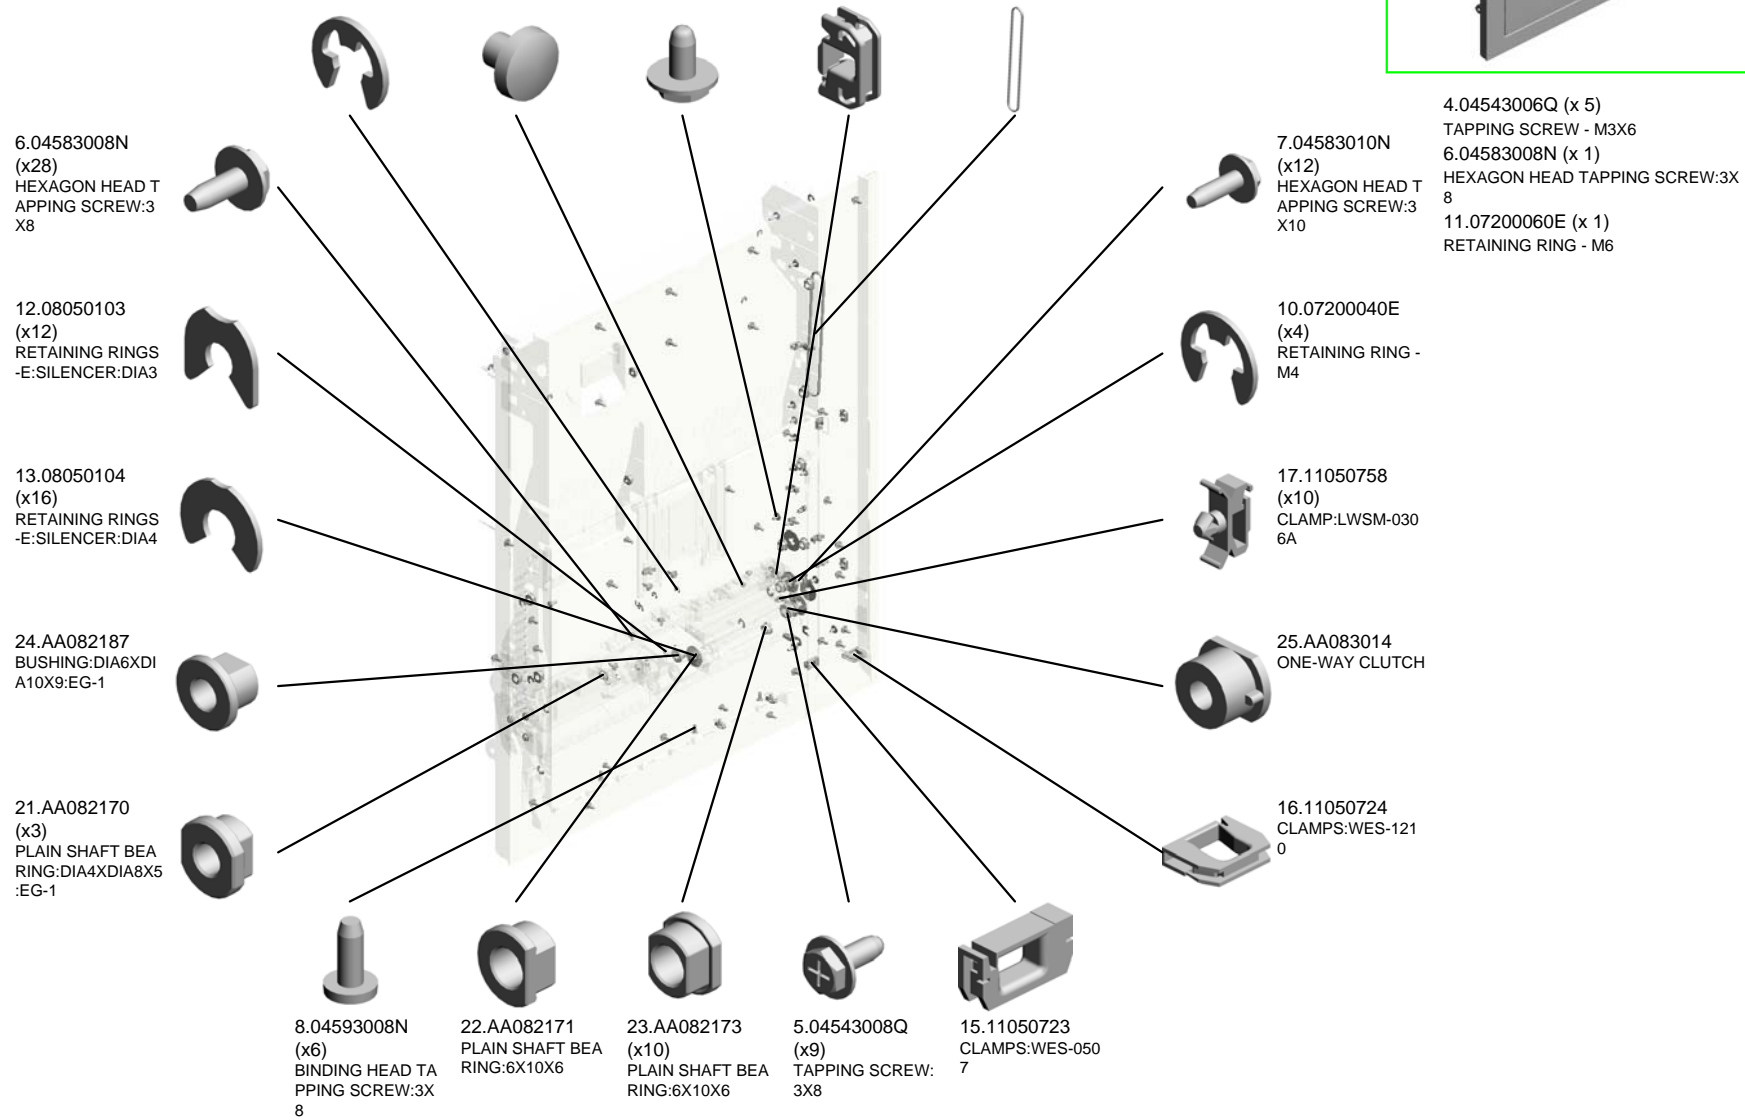 6.04583008N
(x28)
HEXAGON HEAD T
APPING SCREW:3
X8
12.08050103
(x12)
RETAINING RINGS
-E:SILENCER:DIA3
13.08050104
(x16)
RETAINING RINGS
-E:SILENCER:DIA4
24.AA082187
BUSHING:DIA6XDI
A10X9:EG-1
21.AA082170
(x3)
PLAIN SHAFT BEA
RING:DIA4XDIA8X5
:EG-1
8.04593008N
(x6)
BINDING HEAD TA
PPING SCREW:3X
8
22.AA082171
PLAIN SHAFT BEA
RING:6X10X6
23.AA082173
(x10)
PLAIN SHAFT BEA
RING:6X10X6
5.04543008Q
(x9)
TAPPING SCREW:
3X8
15.11050723
CLAMPS:WES-050
7
7.04583010N
(x12)
HEXAGON HEAD T
APPING SCREW:3
X10
10.07200040E
(x4)
RETAINING RING -
M4
17.11050758
(x10)
CLAMP:LWSM-030
6A
25.AA083014
ONE-WAY CLUTCH
16.11050724
CLAMPS:WES-121
0
4.04543006Q (x 5)
TAPPING SCREW - M3X6
6.04583008N (x 1)
HEXAGON HEAD TAPPING SCREW:3X
8
11.07200060E (x 1)
RETAINING RING - M6